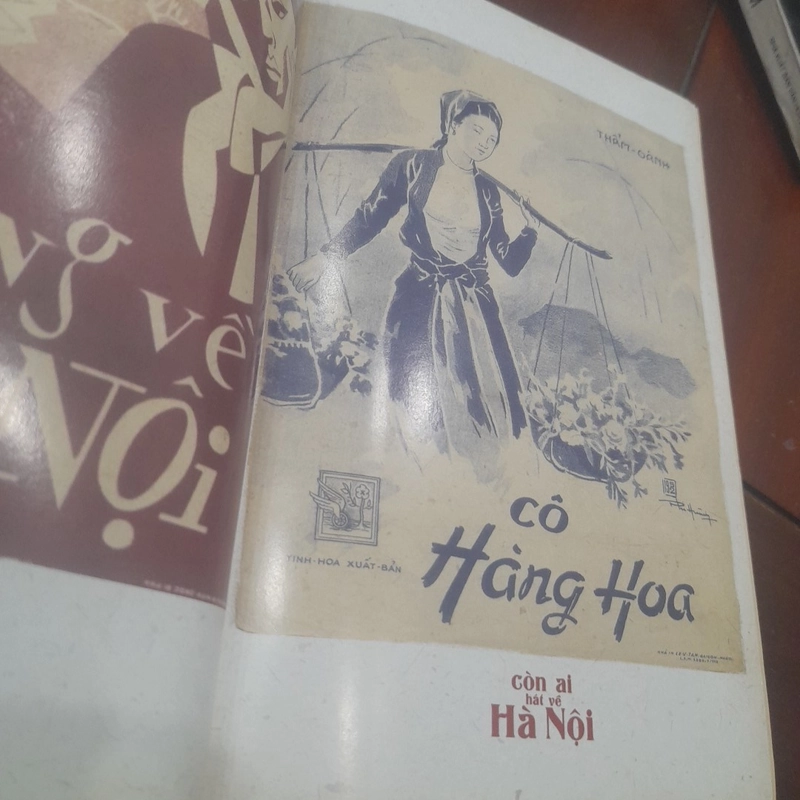 ng về
Nội
THẨM-OÁNH
CÔ
Hàng Hoa
TINH-HOA XUẤT-BẢN
còn ai
hát về
Hà Nội